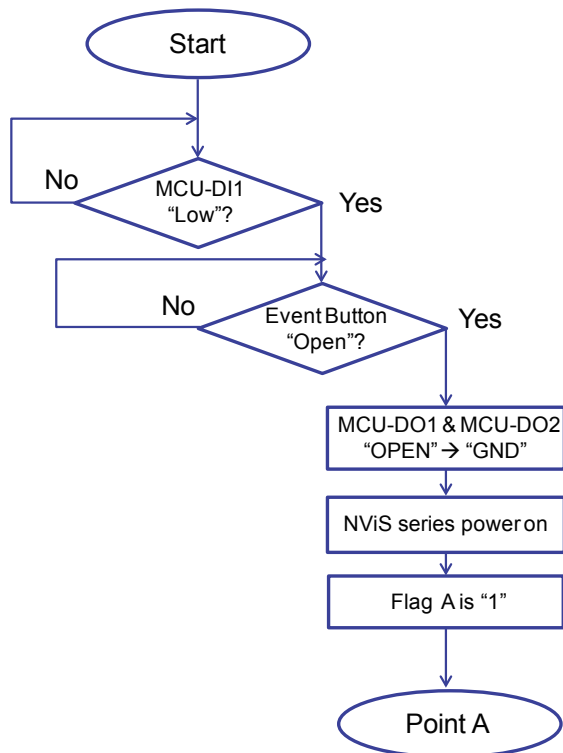 Start
No
MCU-DI1
“Low”?
Yes
No
Event Button
“Open”?
Yes
MCU-DO1 & MCU-DO2
“OPEN” → “GND”
NViS series power on
Flag A is “1”
Point A